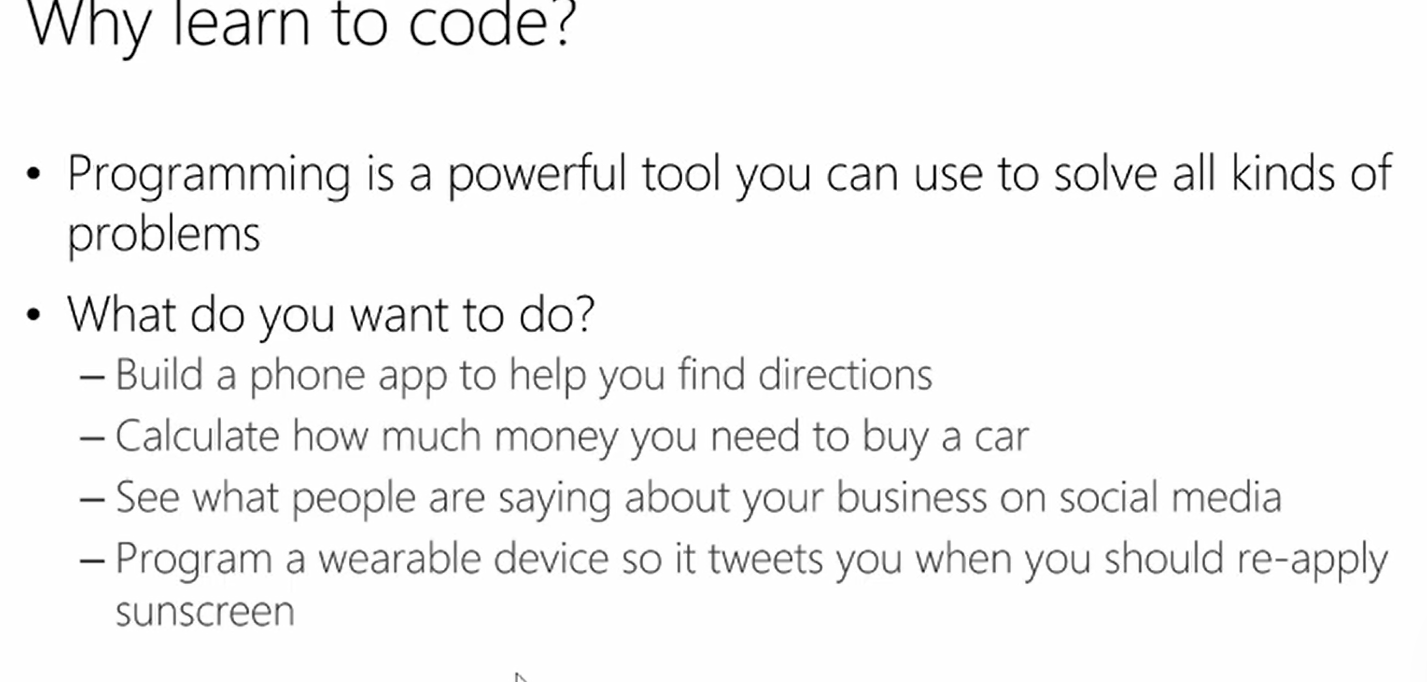 Why learn to code?
• Programming is a powerful tool you can use to solve all kinds of
problems
• What do you want to do?
– Build a phone app to help you find directions
– Calculate how much money you need to buy a car
– See what people are saying about your business on social media
– Program a wearable device so it tweets you when you should re-apply
sunscreen